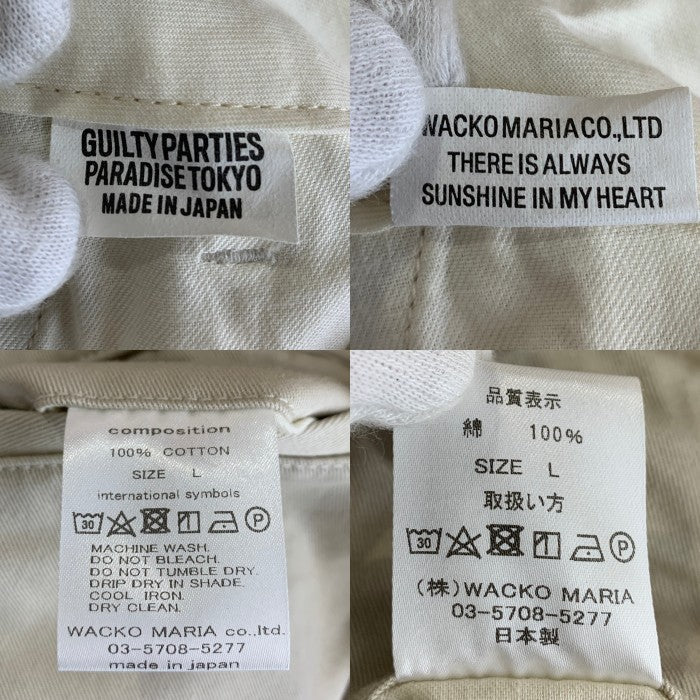 GUILTY PARTIES
PARADISE TOKYO
MADE IN JAPAN
WACKO MARIA CO.,LTD
THERE IS ALWAYS
SUNSHINE IN MY HEART
composition
100% COTTON
SIZE L
international symbols
30 P
MACHINE WASH.
DO NOT BLEACH.
DO NOT TUMBLE DRY.
DRIP DRY IN SHADE.
COOL IRON.
DRY CLEAN.
WACKO MARIA co.,ltd.
03-5708-5277
made in japan
品質表示
綿 100%
SIZE L
取扱い方
30 P
(株)WACKO MARIA
03-5708-5277
日本製